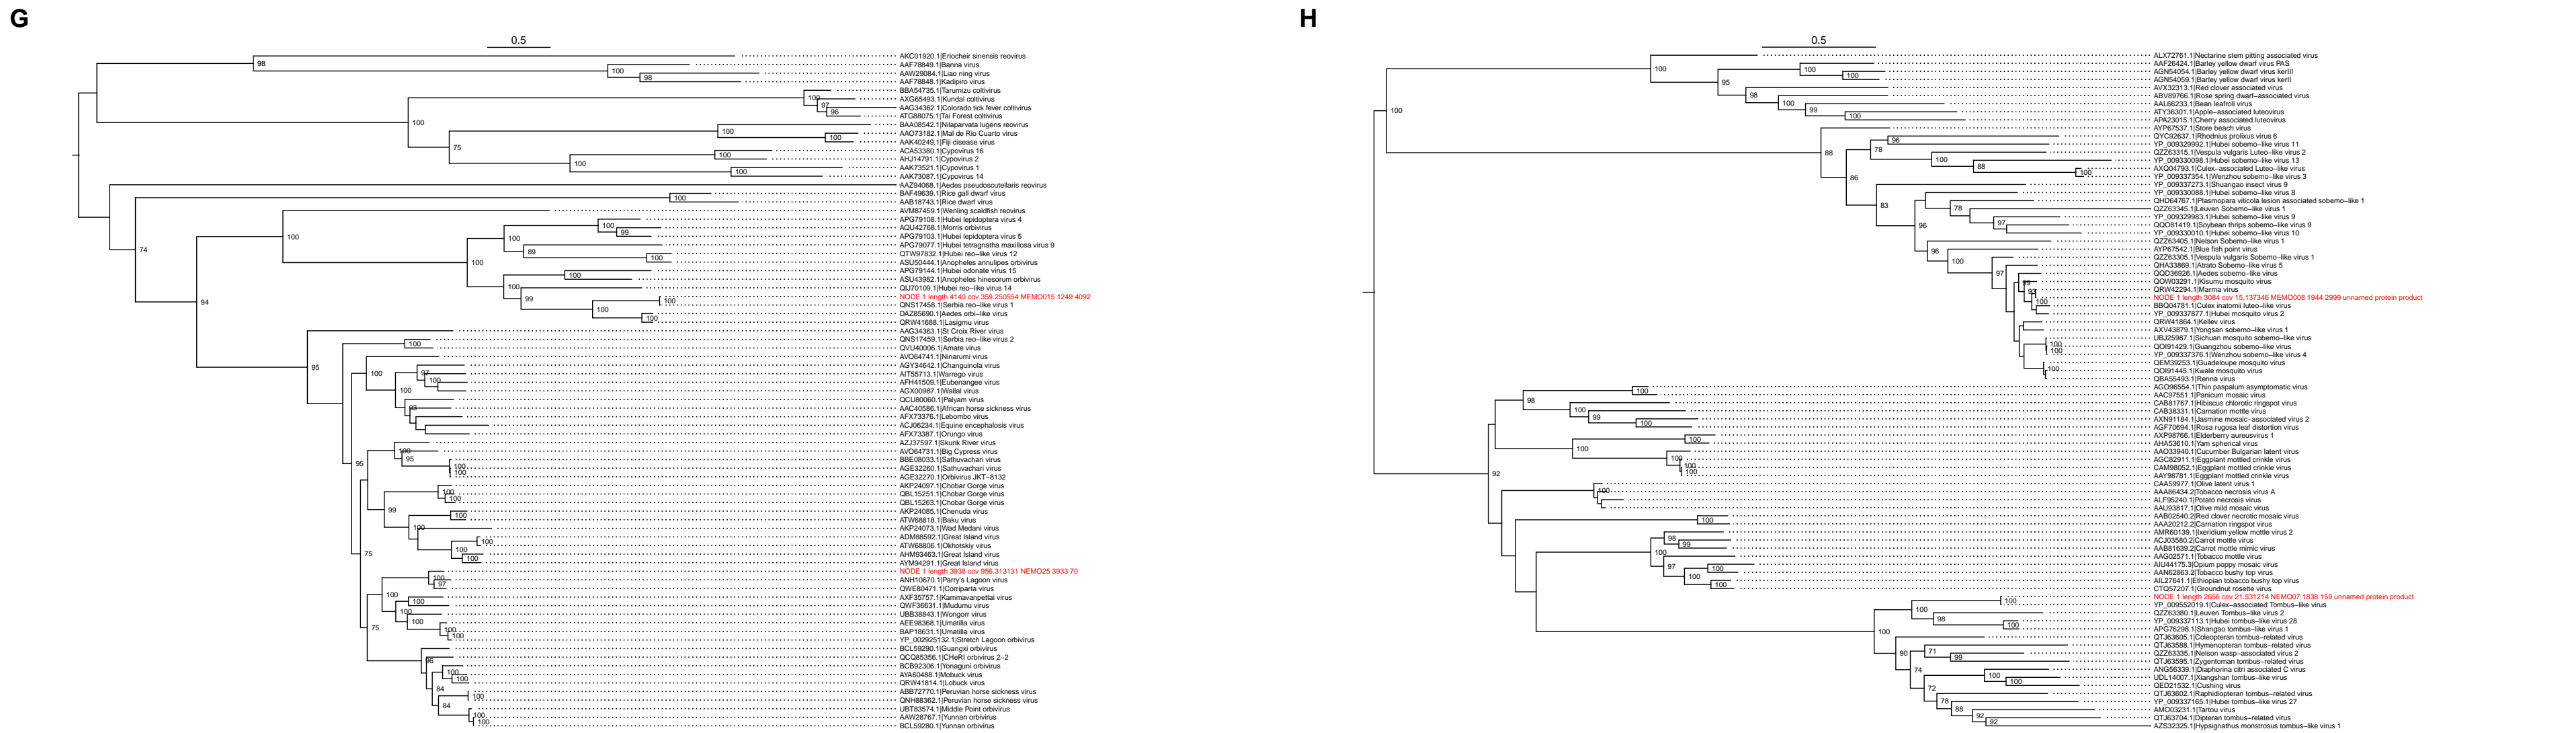 G
0.5
AKC01920.1|Eriocheir sinensis reovirus
AAF78849.1|Banna virus
AAW29084.1|Liao ning virus
AAF78848.1|Kadipiro virus
BBA54735.1|Tarumizu coltivirus
AXG65493.1|Kundal coltivirus
AAG34362.1|Colorado tick fever coltivirus
ATG88075.1|Tai Forest coltivirus
BAA08542.1|Nilaparvata lugens reovirus
AAO73182.1|Mal de Rio Cuarto virus
AAK40249.1|Fiji disease virus
ACA53380.1|Cypovirus 16
AHJ14791.1|Cypovirus 2
AAK73521.1|Cypovirus 1
AAK73087.1|Cypovirus 14
AAZ94068.1|Aedes pseudoscutellaris reovirus
BAF49639.1|Rice gall dwarf virus
AAB18743.1|Rice dwarf virus
AVM87459.1|Wenling scaldfish reovirus
APG79108.1|Hubei lepidoptera virus 4
AQU42768.1|Morris orbivirus
APG79103.1|Hubei lepidoptera virus 5
APG79077.1|Hubei tetragnatha maxillosa virus 9
QTW97832.1|Hubei reo−like virus 12
ASU50444.1|Anopheles annulipes orbivirus
APG79144.1|Hubei odonate virus 15
ASU43982.1|Anopheles hinesorum orbivirus
QIJ70109.1|Hubei reo−like virus 14
NODE 1 length 4140 cov 359.250554 MEMO015 1249 4092
QNS17458.1|Serbia reo−like virus 1
DAZ85690.1|Aedes orbi−like virus
QRW41688.1|Lasigmu virus
AAG34363.1|St Croix River virus
QNS17459.1|Serbia reo−like virus 2
QVU40006.1|Amate virus
AVO64741.1|Ninarumi virus
AGY34642.1|Changuinola virus
AIT55713.1|Warrego virus
AFH41509.1|Eubenangee virus
AGX00987.1|Wallal virus
QCU80060.1|Palyam virus
AAC40586.1|African horse sickness virus
AFX73376.1|Lebombo virus
ACJ06234.1|Equine encephalosis virus
AFX73387.1|Orungo virus
AZJ37597.1|Skunk River virus
AVO64731.1|Big Cypress virus
BBE08033.1|Sathuvachari virus
AGE32260.1|Sathuvachari virus
AGE32270.1|Orbivirus JKT−8132
AKP24097.1|Chobar Gorge virus
QBL15251.1|Chobar Gorge virus
QBL15263.1|Chobar Gorge virus
AKP24085.1|Chenuda virus
ATW68818.1|Baku virus
AKP24073.1|Wad Medani virus
ADM88592.1|Great Island virus
ATW68806.1|Okhotskiy virus
AHM93463.1|Great Island virus
AYM94291.1|Great Island virus
NODE 1 length 3938 cov 956.313131 NEMO25 3933 70
ANH10670.1|Parry's Lagoon virus
QWE80471.1|Corriparta virus
AXF35757.1|Kammavanpettai virus
QWF36631.1|Mudumu virus
UBB38843.1|Wongorr virus
AEE98368.1|Umatilla virus
BAP18631.1|Umatilla virus
YP_002925132.1|Stretch Lagoon orbivirus
BCL59290.1|Guangxi orbivirus
QCQ85356.1|CHeRI orbivirus 2−2
BCB92306.1|Yonaguni orbivirus
AYA60488.1|Mobuck virus
QRW41814.1|Lobuck virus
ABB72770.1|Peruvian horse sickness virus
QNH88362.1|Peruvian horse sickness virus
UBT83574.1|Middle Point orbivirus
AAW28767.1|Yunnan orbivirus
BCL59280.1|Yunnan orbivirus
H
0.5
ALX72761.1|Nectarine stem pitting associated virus
AAF26424.1|Barley yellow dwarf virus PAS
AGN54054.1|Barley yellow dwarf virus kerIII
AGN54059.1|Barley yellow dwarf virus kerII
AVX32313.1|Red clover associated virus
ABV89766.1|Rose spring dwarf−associated virus
AAL66233.1|Bean leafroll virus
ATY36301.1|Apple−associated luteovirus
APA23015.1|Cherry associated luteovirus
AYP67537.1|Store beach virus
QYC92637.1|Rhodnius prolixus virus 6
YP_009329992.1|Hubei sobemo−like virus 11
QZZ63315.1|Vespula vulgaris Luteo−like virus 2
YP_009330098.1|Hubei sobemo−like virus 13
AXQ04793.1|Culex−associated Luteo−like virus
YP_009337354.1|Wenzhou sobemo−like virus 3
YP_009337273.1|Shuangao insect virus 9
YP_009330088.1|Hubei sobemo−like virus 8
QHD64767.1|Plasmopara viticola lesion associated sobemo−like 1
QZZ63345.1|Leuven Sobemo−like virus 1
YP_009329983.1|Hubei sobemo−like virus 9
QQO81419.1|Soybean thrips sobemo−like virus 9
YP_009330010.1|Hubei sobemo−like virus 10
QZZ63405.1|Nelson Sobemo−like virus 1
AYP67542.1|Blue fish point virus
QZZ63305.1|Vespula vulgaris Sobemo−like virus 1
QHA33869.1|Atrato Sobemo−like virus 5
QQD36926.1|Aedes sobemo−like virus
QOW03291.1|Kisumu mosquito virus
QRW42294.1|Marma virus
NODE 1 length 3084 cov 15.137346 MEMO008 1944 2999 unnamed protein product
BBQ04781.1|Culex inatomii luteo−like virus
YP_009337877.1|Hubei mosquito virus 2
QRW41864.1|Kellev virus
AXV43879.1|Yongsan sobemo−like virus 1
UBJ25987.1|Sichuan mosquito sobemo−like virus
QOI91429.1|Guangzhou sobemo−like virus
YP_009337376.1|Wenzhou sobemo−like virus 4
QEM39253.1|Guadeloupe mosquito virus
QOI91445.1|Kwale mosquito virus
QBA55493.1|Renna virus
AGO96554.1|Thin paspalum asymptomatic virus
AAC97551.1|Panicum mosaic virus
CAB81767.1|Hibiscus chlorotic ringspot virus
CAB38331.1|Carnation mottle virus
AXN91184.1|Jasmine mosaic−associated virus 2
AGF70694.1|Rosa rugosa leaf distortion virus
AXP98766.1|Elderberry aureusvirus 1
AHA53610.1|Yam spherical virus
AAO33940.1|Cucumber Bulgarian latent virus
AGC82911.1|Eggplant mottled crinkle virus
CAM98052.1|Eggplant mottled crinkle virus
AAY98781.1|Eggplant mottled crinkle virus
CAA59977.1|Olive latent virus 1
AAA86434.2|Tobacco necrosis virus A
ALF95240.1|Potato necrosis virus
AAU93817.1|Olive mild mosaic virus
AAB02540.2|Red clover necrotic mosaic virus
AAA20212.2|Carnation ringspot virus
AMR60139.1|Ixeridium yellow mottle virus 2
ACJ03580.2|Carrot mottle virus
AAB81639.2|Carrot mottle mimic virus
AAG02571.1|Tobacco mottle virus
AIU44175.3|Opium poppy mosaic virus
AAN62863.2|Tobacco bushy top virus
AIL27641.1|Ethiopian tobacco bushy top virus
CTQ57207.1|Groundnut rosette virus
NODE 1 length 2656 cov 21.531214 NEMO07 1838 159 unnamed protein product
YP_009552019.1|Culex−associated Tombus−like virus
QZZ63380.1|Leuven Tombus−like virus 2
YP_009337113.1|Hubei tombus−like virus 28
APG76298.1|Shangao tombus−like virus 1
QTJ63605.1|Coleopteran tombus−related virus
QTJ63588.1|Hymenopteran tombus−related virus
QZZ63335.1|Nelson wasp−associated virus 2
QTJ63595.1|Zygentoman tombus−related virus
ANG56339.1|Diaphorina citri associated C virus
UDL14007.1|Xiangshan tombus−like virus
QED21532.1|Cushing virus
QTJ63602.1|Raphidiopteran tombus−related virus
YP_009337165.1|Hubei tombus−like virus 27
AMO03231.1|Tartou virus
QTJ63704.1|Dipteran tombus−related virus
AZS32325.1|Hypsignathus monstrosus tombus−like virus 1